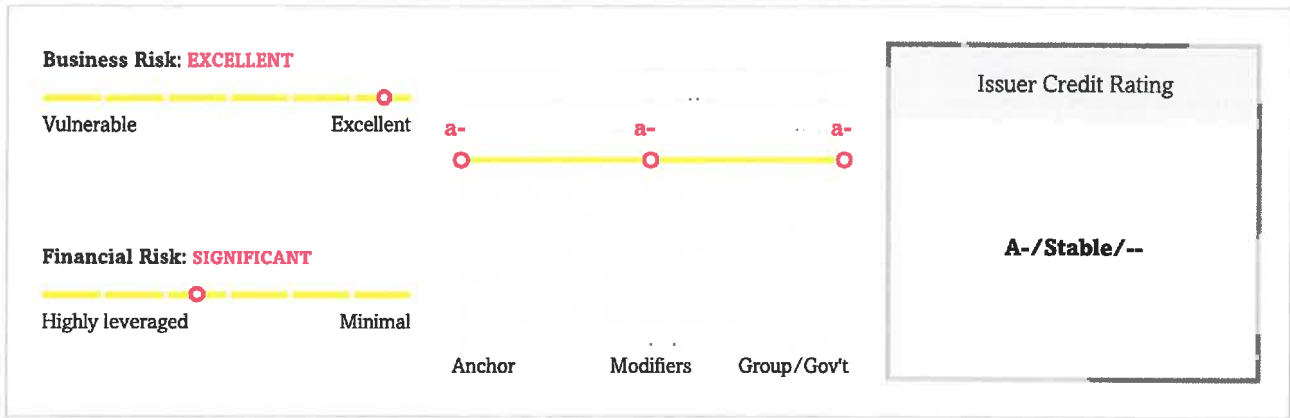 Business Risk: EXCELLENT
Vulnerable Excellent
Financial Risk: SIGNIFICANT
Highly leveraged Minimal
a- a- a-
Anchor Modifiers Group/Gov't
Issuer Credit Rating
A-/Stable/--